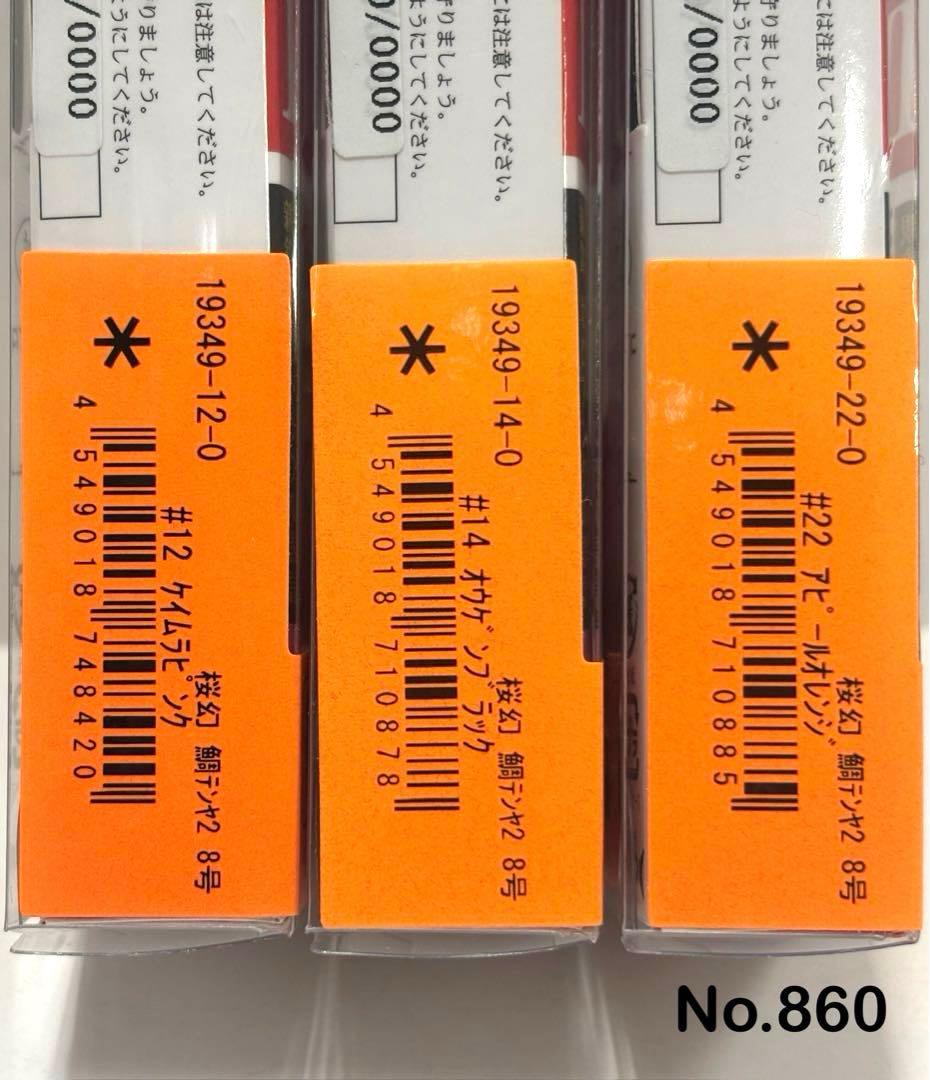 は注意してください。
りましょう。
ようにしてください。
/0000
19349-12-0
桜幻 鯛テンヤ2 8号
#12 ケイムラピンク
*
4 549018 748420
は注意してください。
守りましょう。
ようにしてください。
0/0000
19349-14-0
桜幻 鯛テンヤ2 8号
#14 オウゲンブラック
*
4 549018 710878
には注意してください。
守りましょう。
ようにしてください。
/0000
19349-22-0
桜幻 鯛テンヤ2 8号
#22 アピールオレンジ
*
4 549018 710885
No.860